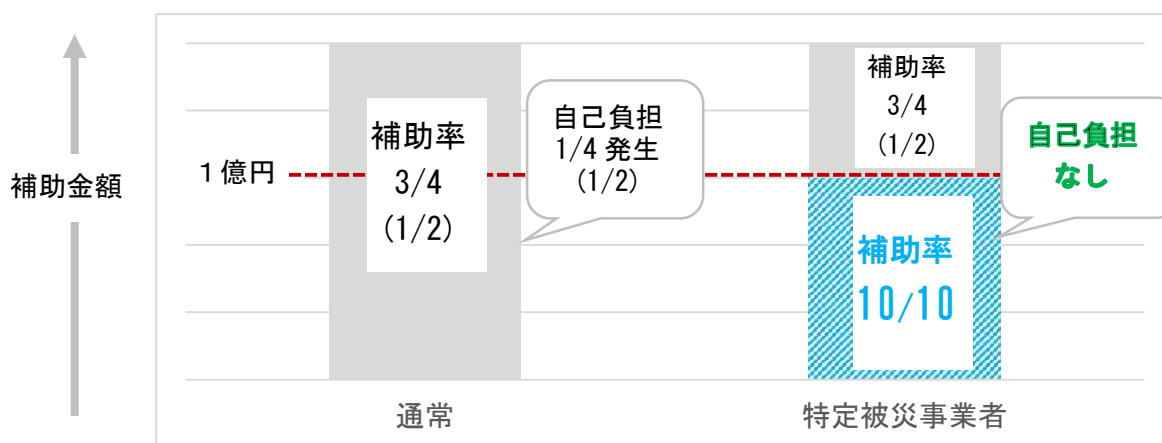 補助金額
1億円
補助率
3/4
(1/2)
自己負担
1/4 発生
(1/2)
補助率
3/4
(1/2)
自己負担
なし
補助率
10/10
通常
特定被災事業者